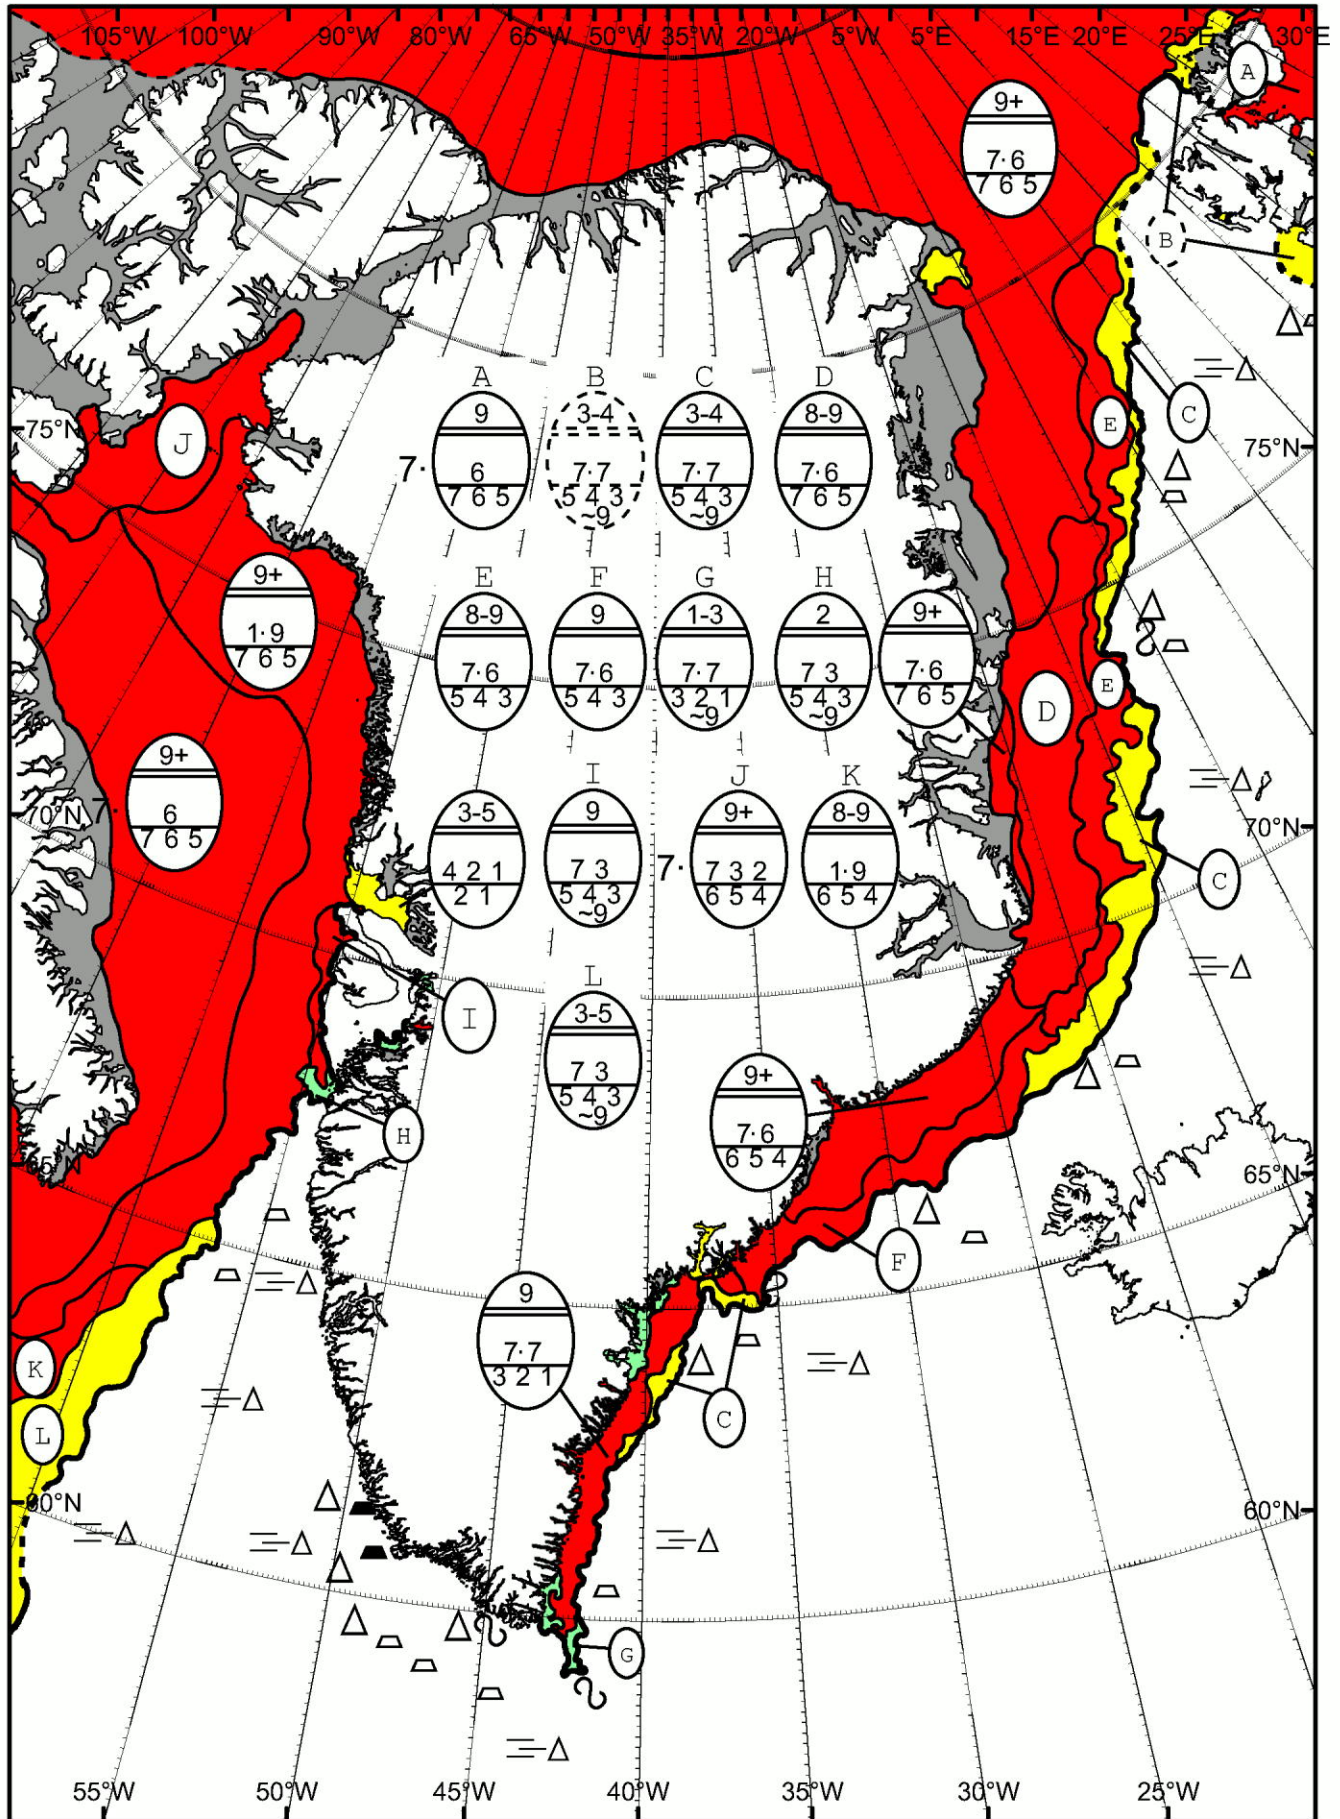 105°W 100°W 90°W 80°W 65°W 50°W 35°W 20°W 5°W 5°E 15°E 20°E 25°E 30°E
A
9+
7·6
7 6 5
B
A B C D
9 3-4 3-4 8-9
7· 6 7·7 7·7 7·6
7 6 5 5 4 3 5 4 3 7 6 5
~9 ~9
75°N
J
E
C
75°N
9+
1·9
7 6 5
E F G H
8-9 9 1-3 2 9+
7·6 7·6 7·7 7 3 7·6
5 4 3 5 4 3 3 2 1 5 4 3 7 6 5
~9 ~9
D
E
9+
7· 6
7 6 5
70°N
70°N
I J K
3-5 9 9+ 8-9
4 2 1 7 3 7· 7 3 2 1·9
2 1 5 4 3 6 5 4 6 5 4
~9
C
I
L
3-5
7 3
5 4 3
~9
9+
7·6
6 5 4
H
65°N
65°N
F
9
7·7
3 2 1
K
C
L
60°N
60°N
G
55°W 50°W 45°W 40°W 35°W 25°W